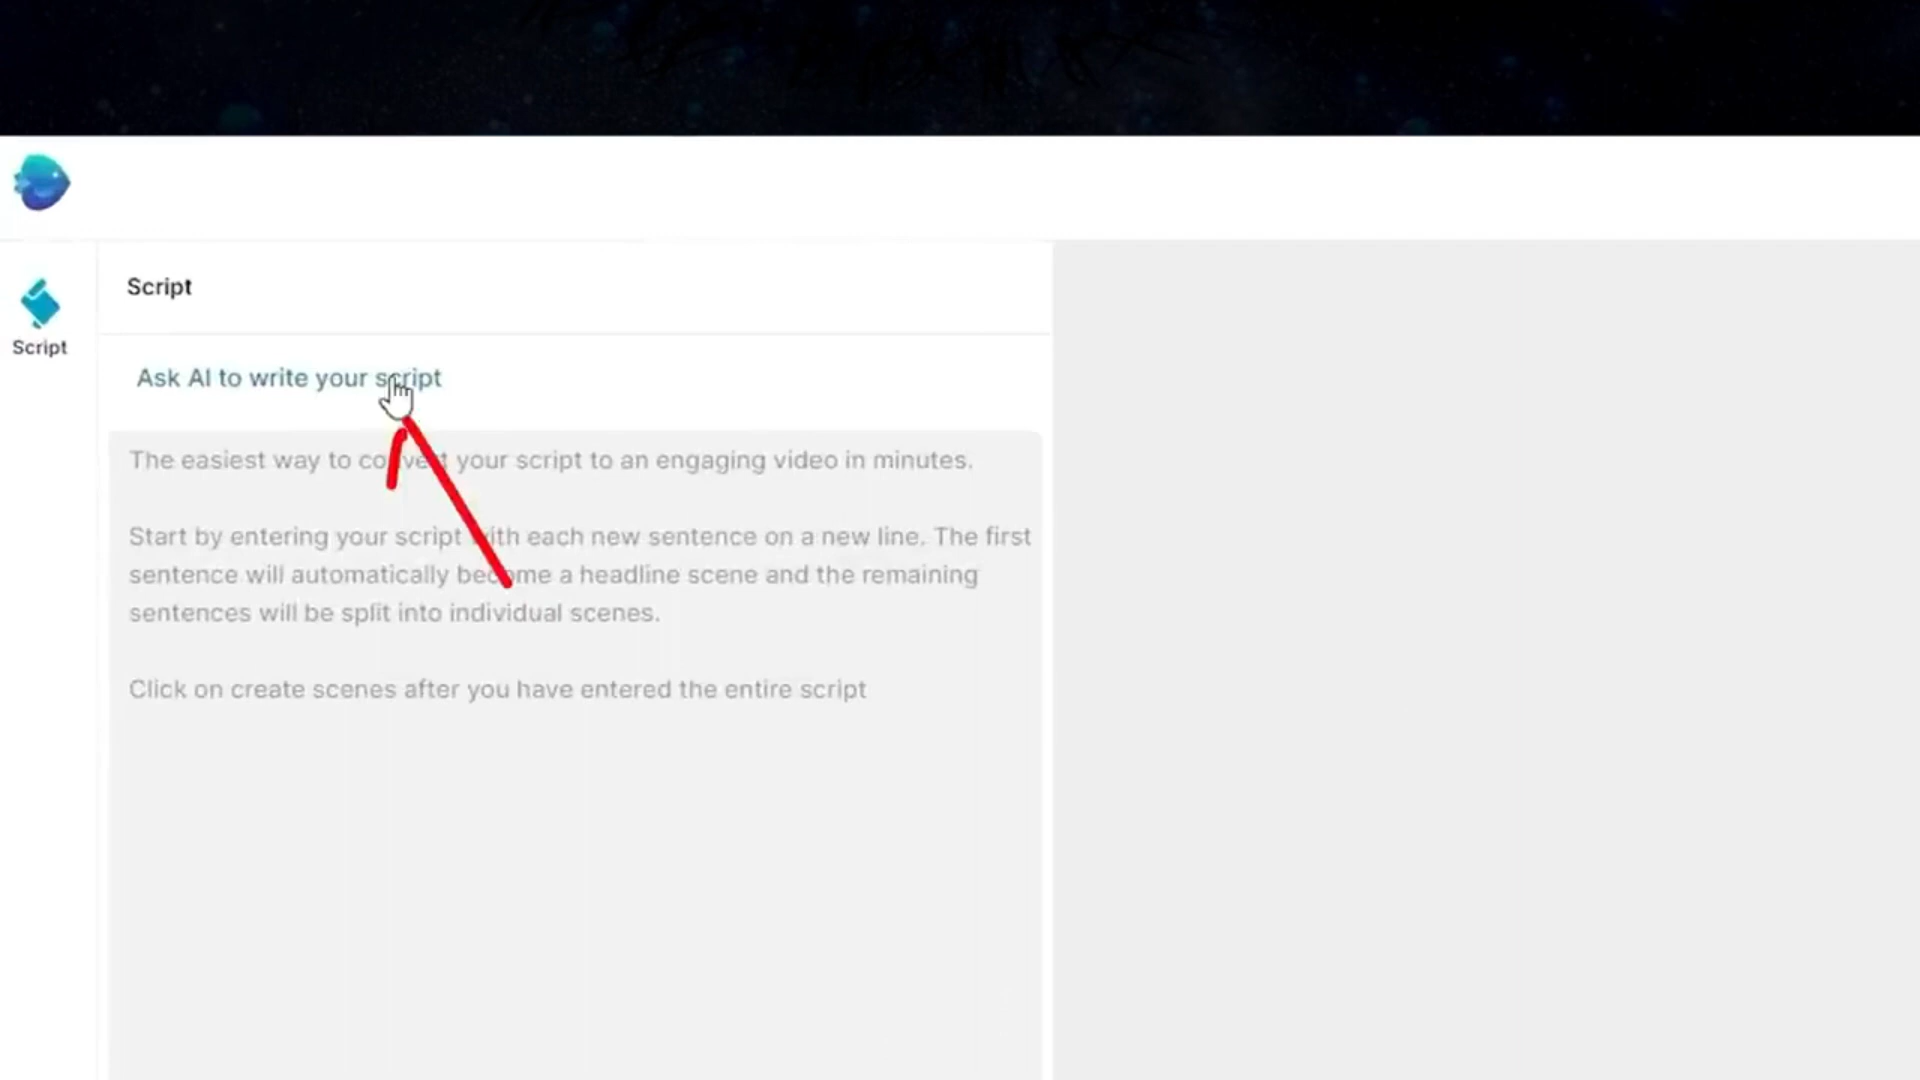 Script
Script
Ask AI to write your script
The easiest way to convert your script to an engaging video in minutes.
Start by entering your script with each new sentence on a new line. The first
sentence will automatically become a headline scene and the remaining
sentences will be split into individual scenes.
Click on create scenes after you have entered the entire script